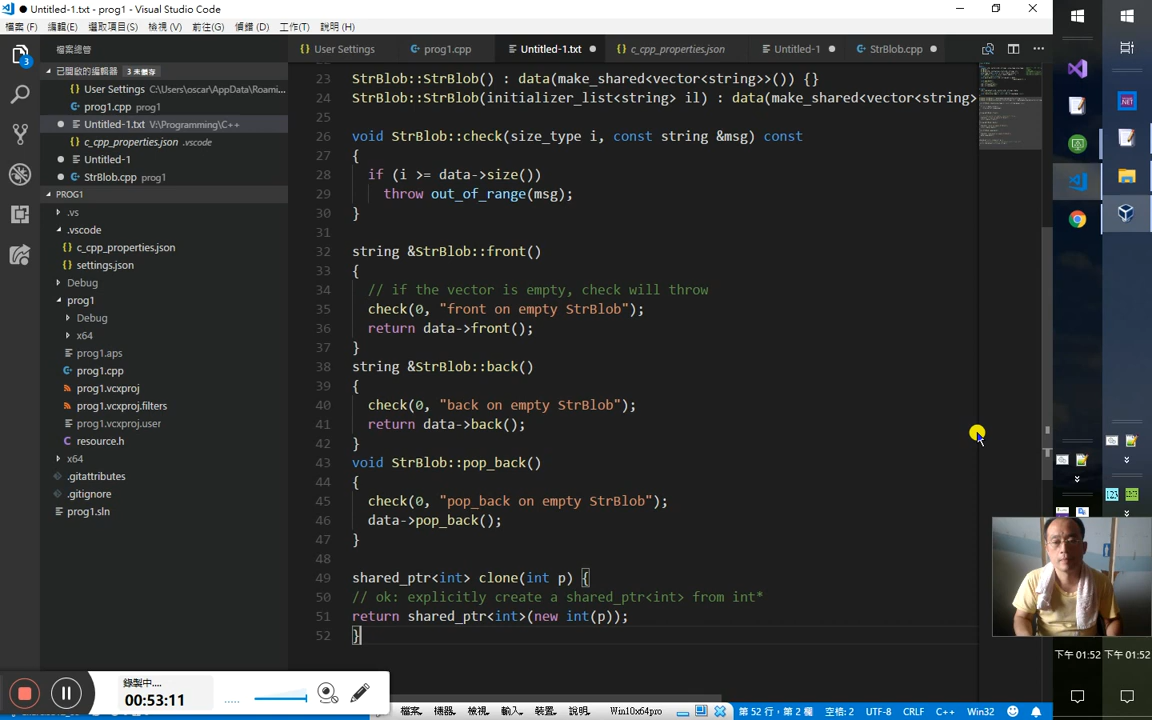 Untitled-1.txt - prog1 - Visual Studio Code
檔案 (F) 編輯(E) 選取項目(S) 檢視 (V) 前往(G) 偵錯 (D) 工作(T) 說明 (H)
檔案總管
User Settings prog1.cpp Untitled-1.txt c_cpp_properties.json Untitled-1 StrBlob.cpp
已開啟的編輯器 3 未儲存
User Settings C:\Users\oscar\AppData\Roami...
prog1.cpp prog1
Untitled-1.txt V:\Programming\C++
c_cpp_properties.json .vscode
Untitled-1
StrBlob.cpp prog1
PROG1
.vs
.vscode
c_cpp_properties.json
settings.json
Debug
prog1
Debug
x64
prog1.aps
prog1.cpp
prog1.vcxproj
prog1.vcxproj.filters
prog1.vcxproj.user
resource.h
x64
.gitattributes
.gitignore
prog1.sln
3
23 StrBlob::StrBlob() : data(make_shared<vector<string>>()) {}
24 StrBlob::StrBlob(initializer_list<string> il) : data(make_shared<vector<string>
25
26 void StrBlob::check(size_type i, const string &msg) const
27 {
28 if (i >= data->size())
29 throw out_of_range(msg);
30 }
31
32 string &StrBlob::front()
33 {
34 // if the vector is empty, check will throw
35 check(0, "front on empty StrBlob");
36 return data->front();
37 }
38 string &StrBlob::back()
39 {
40 check(0, "back on empty StrBlob");
41 return data->back();
42 }
43 void StrBlob::pop_back()
44 {
45 check(0, "pop_back on empty StrBlob");
46 data->pop_back();
47 }
48
49 shared_ptr<int> clone(int p) {
50 // ok: explicitly create a shared_ptr<int> from int*
51 return shared_ptr<int>(new int(p));
52 }
.NET
123
下午 01:52 下午 01:52
錄製中....
00:53:11
檔案, 機器, 檢視, 輸入, 裝置, 說明, Win10x64pro
第 52 行，第 2 欄 空格: 2 UTF-8 CRLF C++ Win32